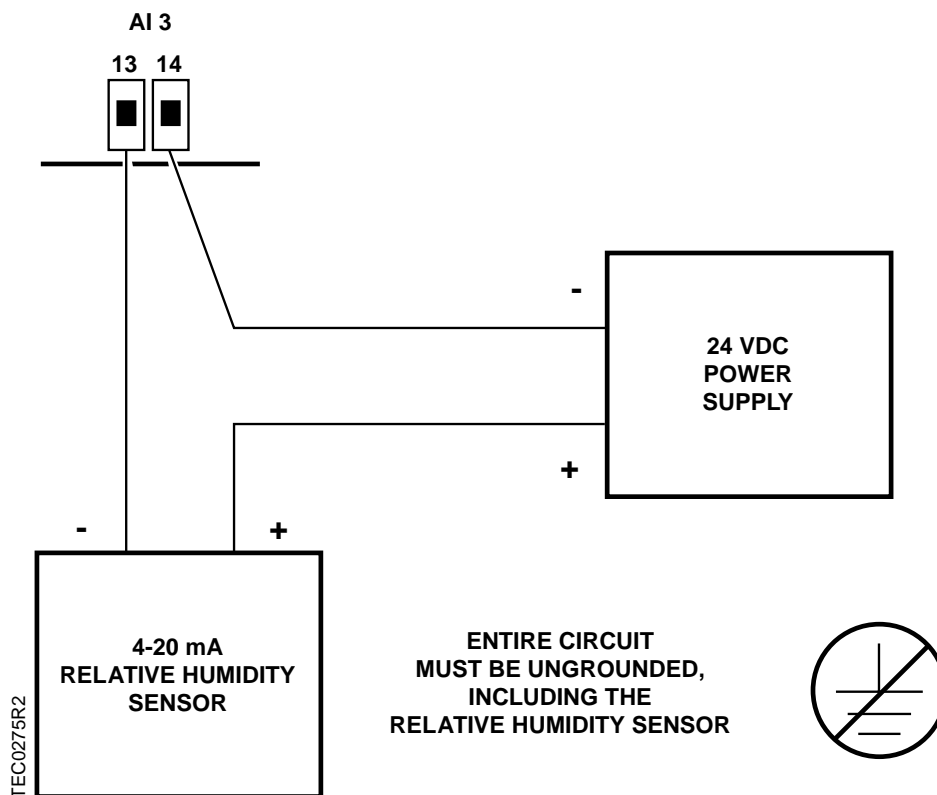 AI 3
13 14
-
24 VDC
POWER
SUPPLY
+
- +
4-20 mA
RELATIVE HUMIDITY
SENSOR
ENTIRE CIRCUIT
MUST BE UNGROUNDED,
INCLUDING THE
RELATIVE HUMIDITY SENSOR
TEC0275R2